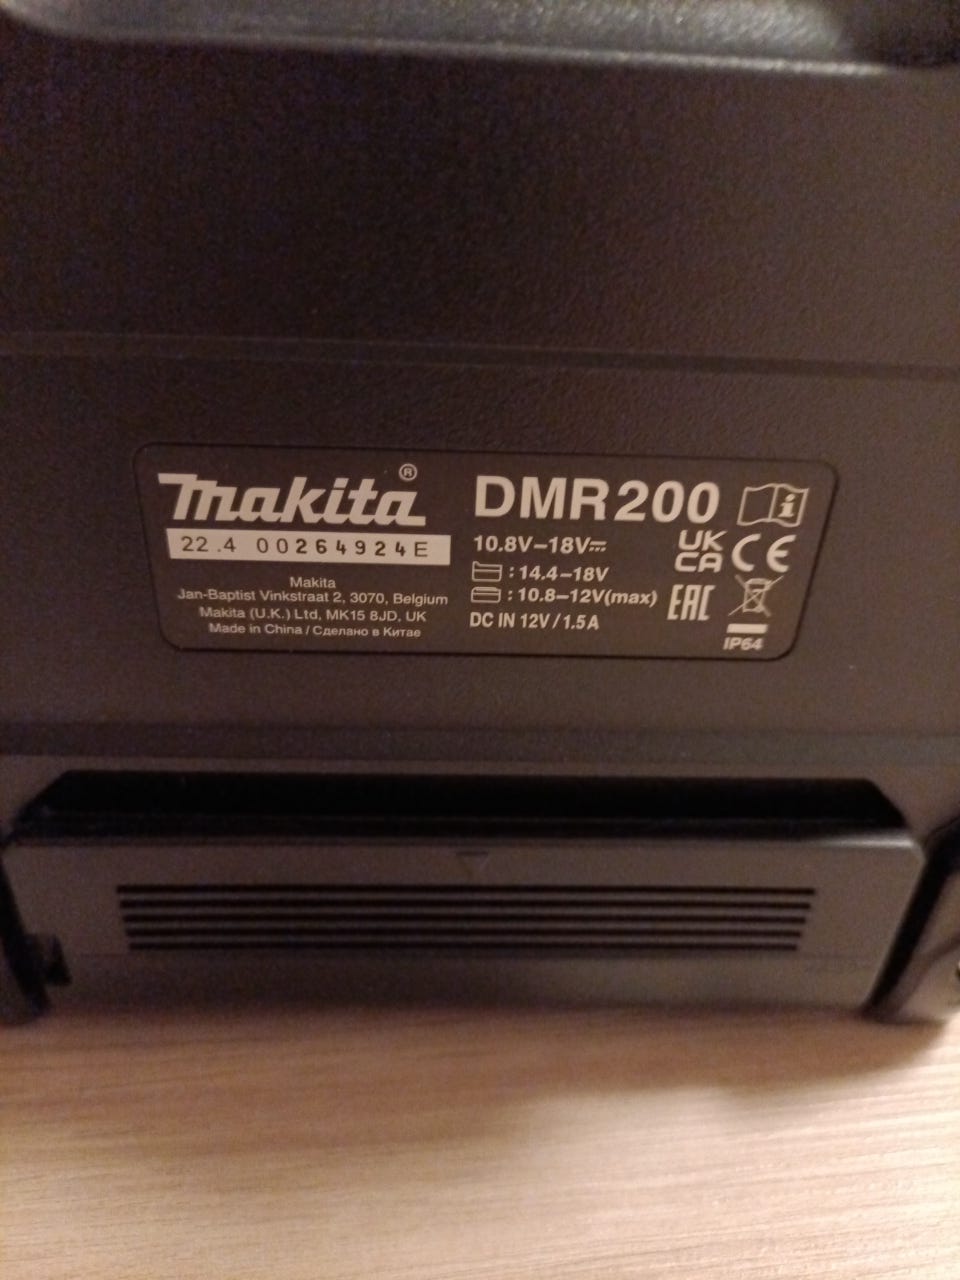 makita®
22.4 00264924E
Makita
Jan-Baptist Vinkstraat 2, 3070, Belgium
Makita (U.K.) Ltd, MK15 8JD, UK
Made in China / Сделано в Китае
DMR200
10.8V–18V
: 14.4–18V
: 10.8–12V(max)
DC IN 12V / 1.5A
UK
CA
CE
EAC
IP64